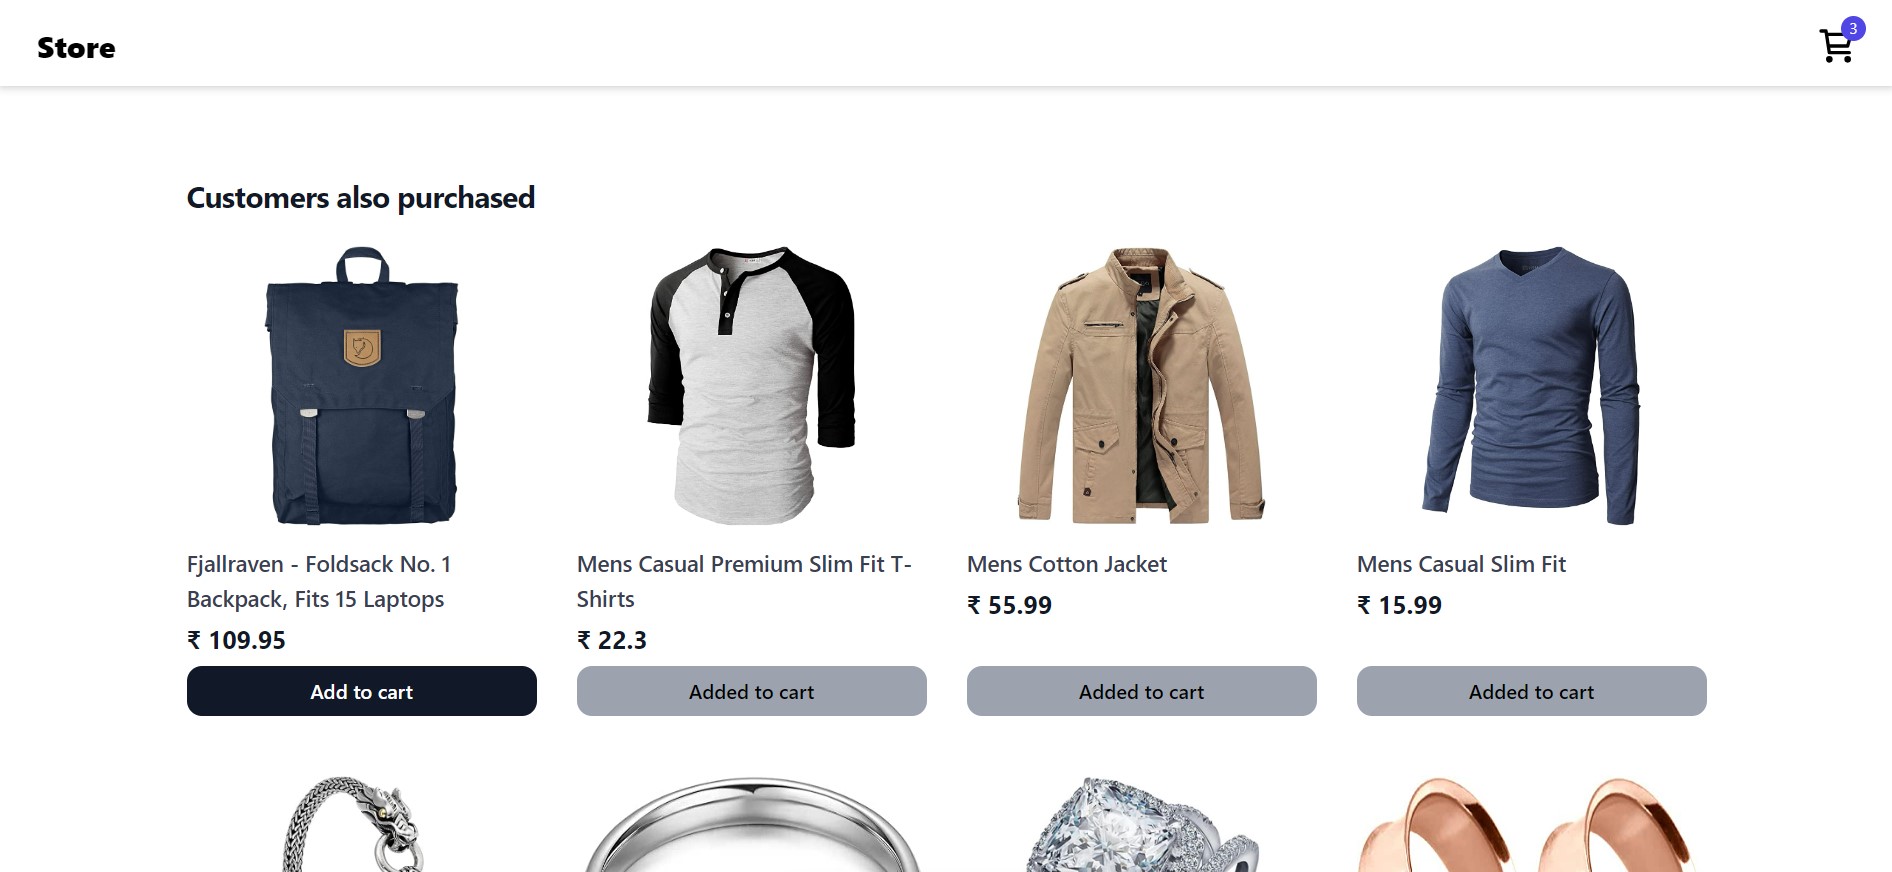 Store
3
Customers also purchased
Fjallraven - Foldsack No. 1
Backpack, Fits 15 Laptops
₹ 109.95
Add to cart
Mens Casual Premium Slim Fit T-
Shirts
₹ 22.3
Added to cart
Mens Cotton Jacket
₹ 55.99
Added to cart
Mens Casual Slim Fit
₹ 15.99
Added to cart